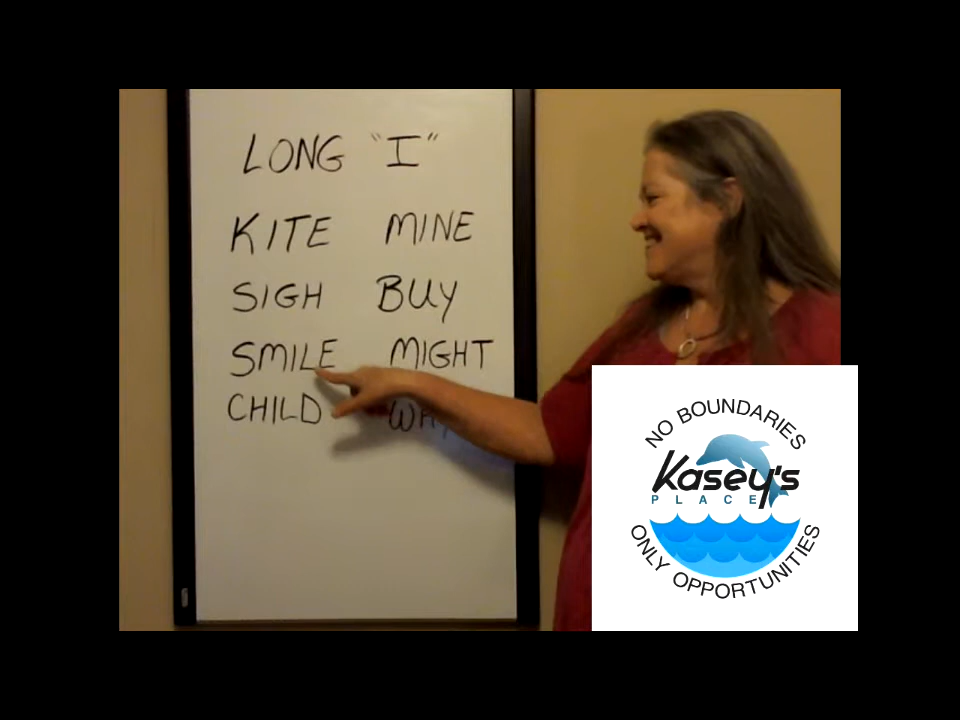 LONG "I"
KITE MINE
SIGH BUY
SMILE MIGHT
CHILD
NO BOUNDARIES
Kasey's
PLACE
ONLY OPPORTUNITIES